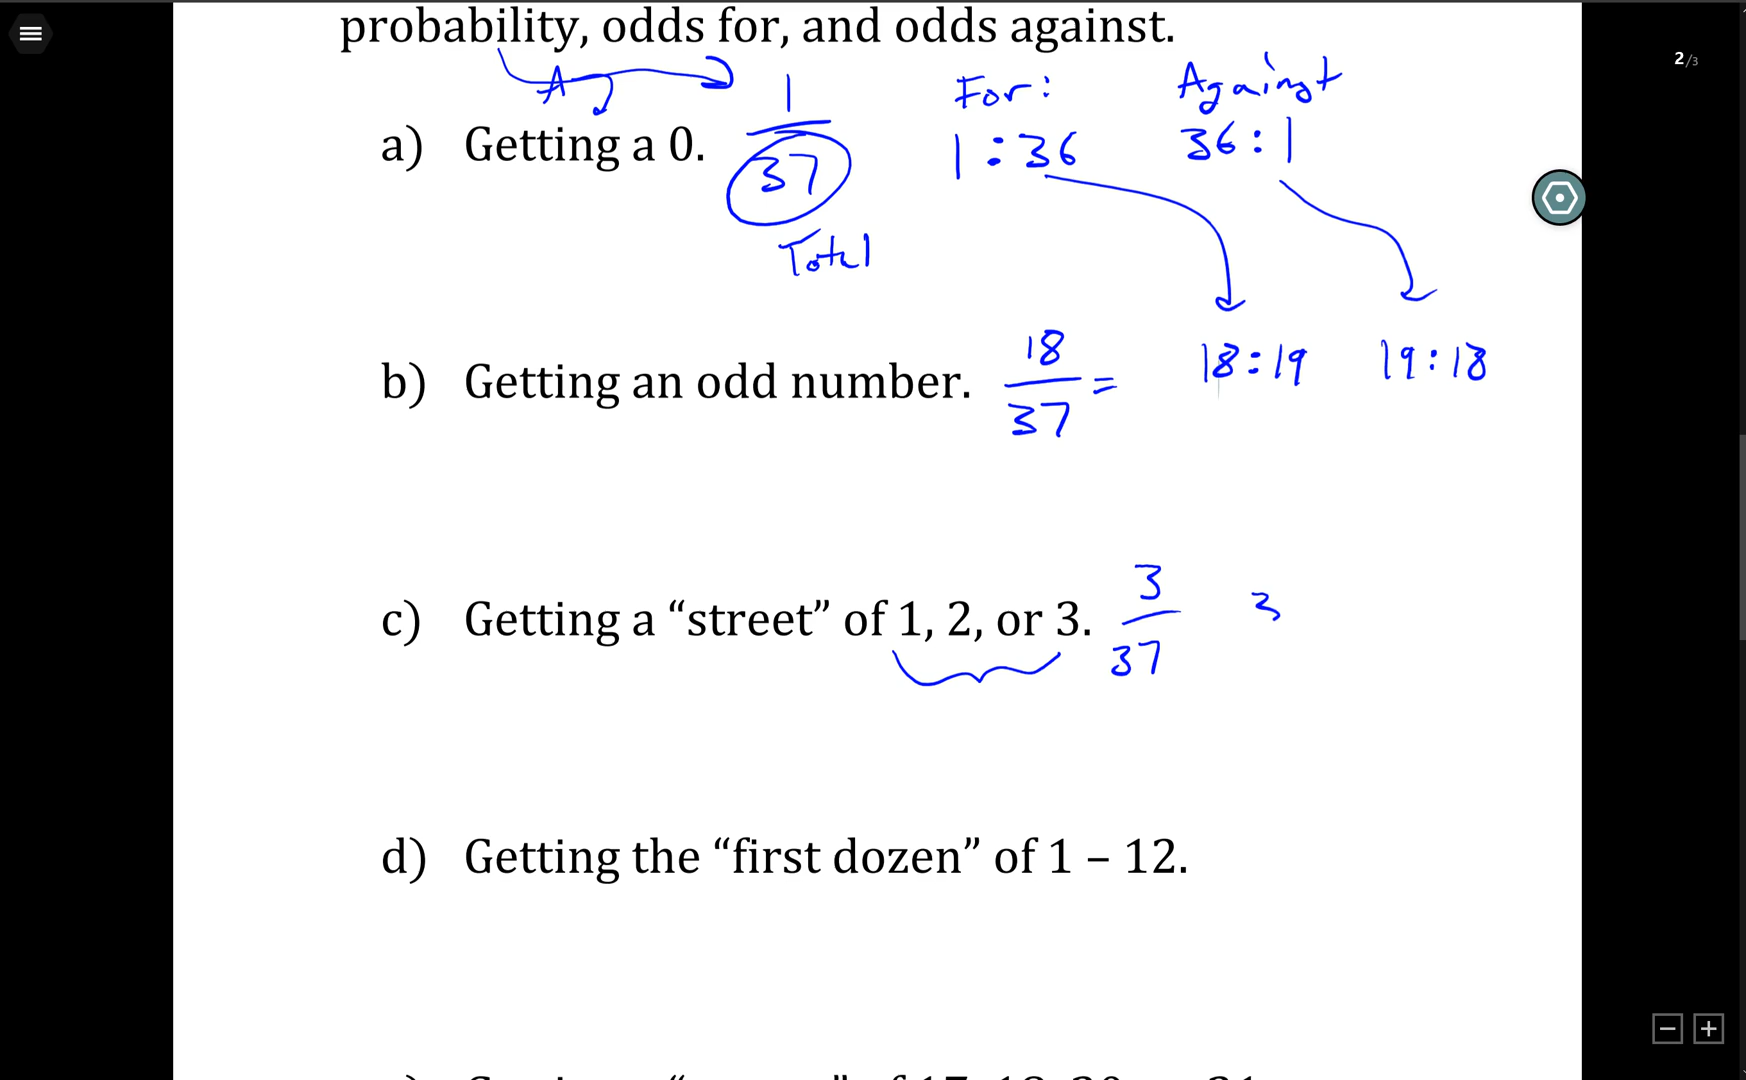 probability, odds for, and odds against.
A 1 For: Against
a) Getting a 0. 37 1:36 36:1
Total
b) Getting an odd number. 18/37 = 18:19 19:18
c) Getting a “street” of 1, 2, or 3. 3/37 3
d) Getting the “first dozen” of 1 – 12.
2/3